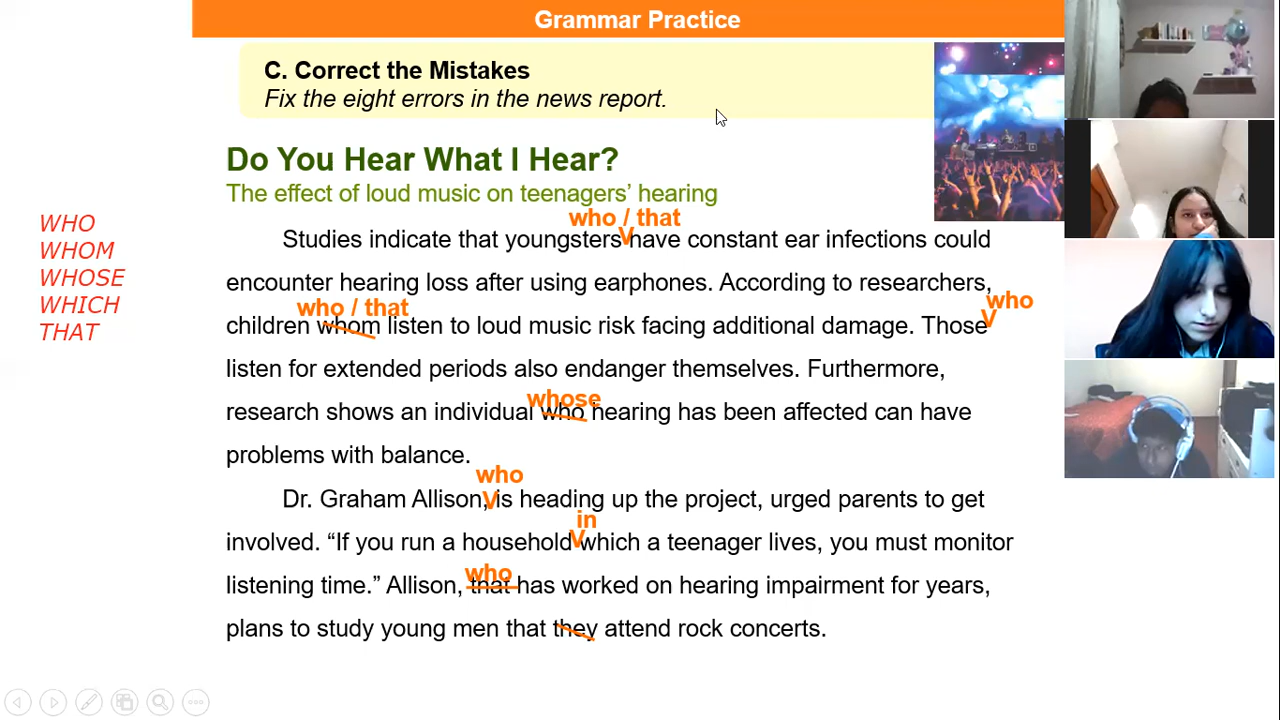 Grammar Practice
C. Correct the Mistakes
Fix the eight errors in the news report.
Do You Hear What I Hear?
The effect of loud music on teenagers' hearing
WHO
WHOM
WHOSE
WHICH
THAT
who / that
Studies indicate that youngsters V have constant ear infections could
encounter hearing loss after using earphones. According to researchers,
who / that
who
children whom listen to loud music risk facing additional damage. Those V
listen for extended periods also endanger themselves. Furthermore,
whose
research shows an individual who hearing has been affected can have
problems with balance.
who
Dr. Graham Allison, V is heading up the project, urged parents to get
in
involved. “If you run a household V which a teenager lives, you must monitor
who
listening time.” Allison, that has worked on hearing impairment for years,
plans to study young men that they attend rock concerts.